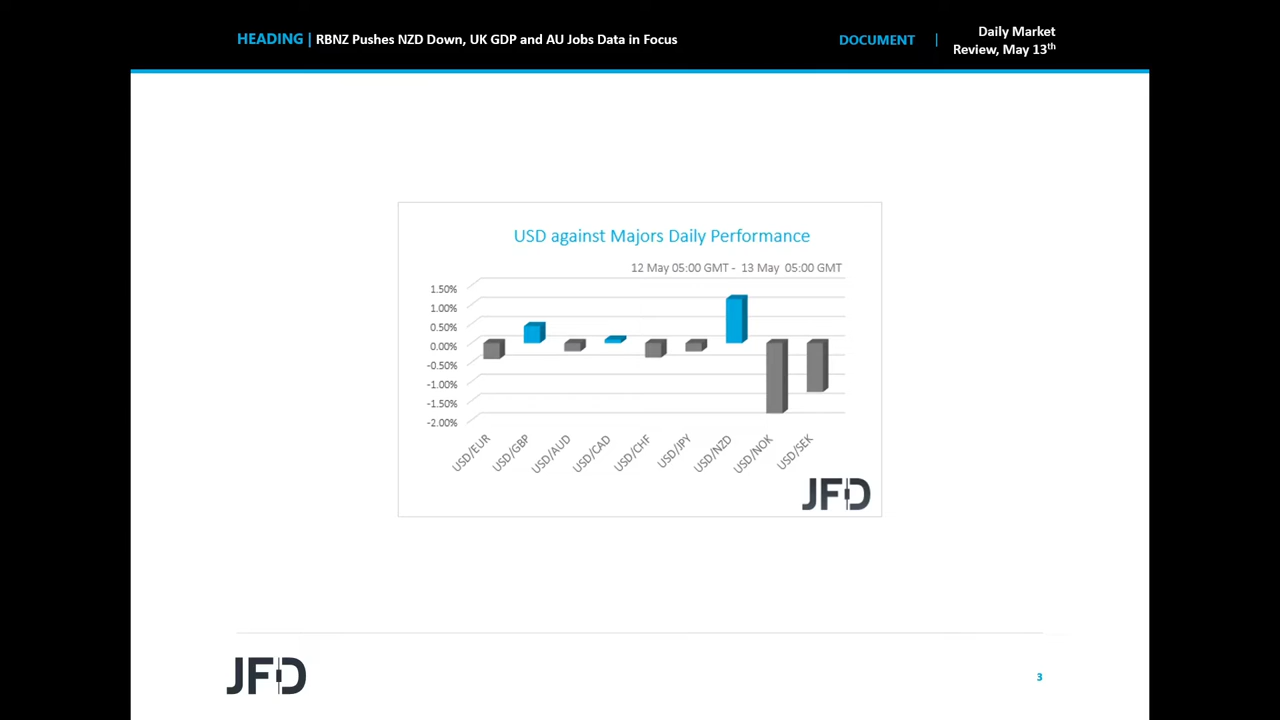 HEADING | RBNZ Pushes NZD Down, UK GDP and AU Jobs Data in Focus
DOCUMENT |
Daily Market
Review, May 13th
USD against Majors Daily Performance
12 May 05:00 GMT - 13 May 05:00 GMT
1.50%
1.00%
0.50%
0.00%
-0.50%
-1.00%
-1.50%
-2.00%
USD/EUR
USD/GBP
USD/AUD
USD/CAD
USD/CHF
USD/JPY
USD/NZD
USD/NOK
USD/SEK
JFD
JFD
3